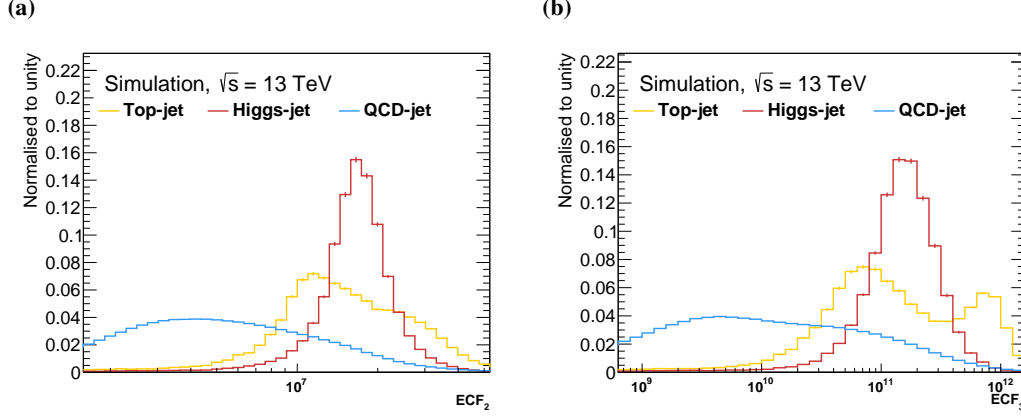 (a)
Normalised to unity
0.22
0.2
0.18
0.16
0.14
0.12
0.1
0.08
0.06
0.04
0.02
0
Simulation, √s = 13 TeV
Top-jet Higgs-jet QCD-jet
10⁷
ECF₂
(b)
Normalised to unity
0.22
0.2
0.18
0.16
0.14
0.12
0.1
0.08
0.06
0.04
0.02
0
Simulation, √s = 13 TeV
Top-jet Higgs-jet QCD-jet
10⁹ 10¹⁰ 10¹¹ 10¹²
ECF₃